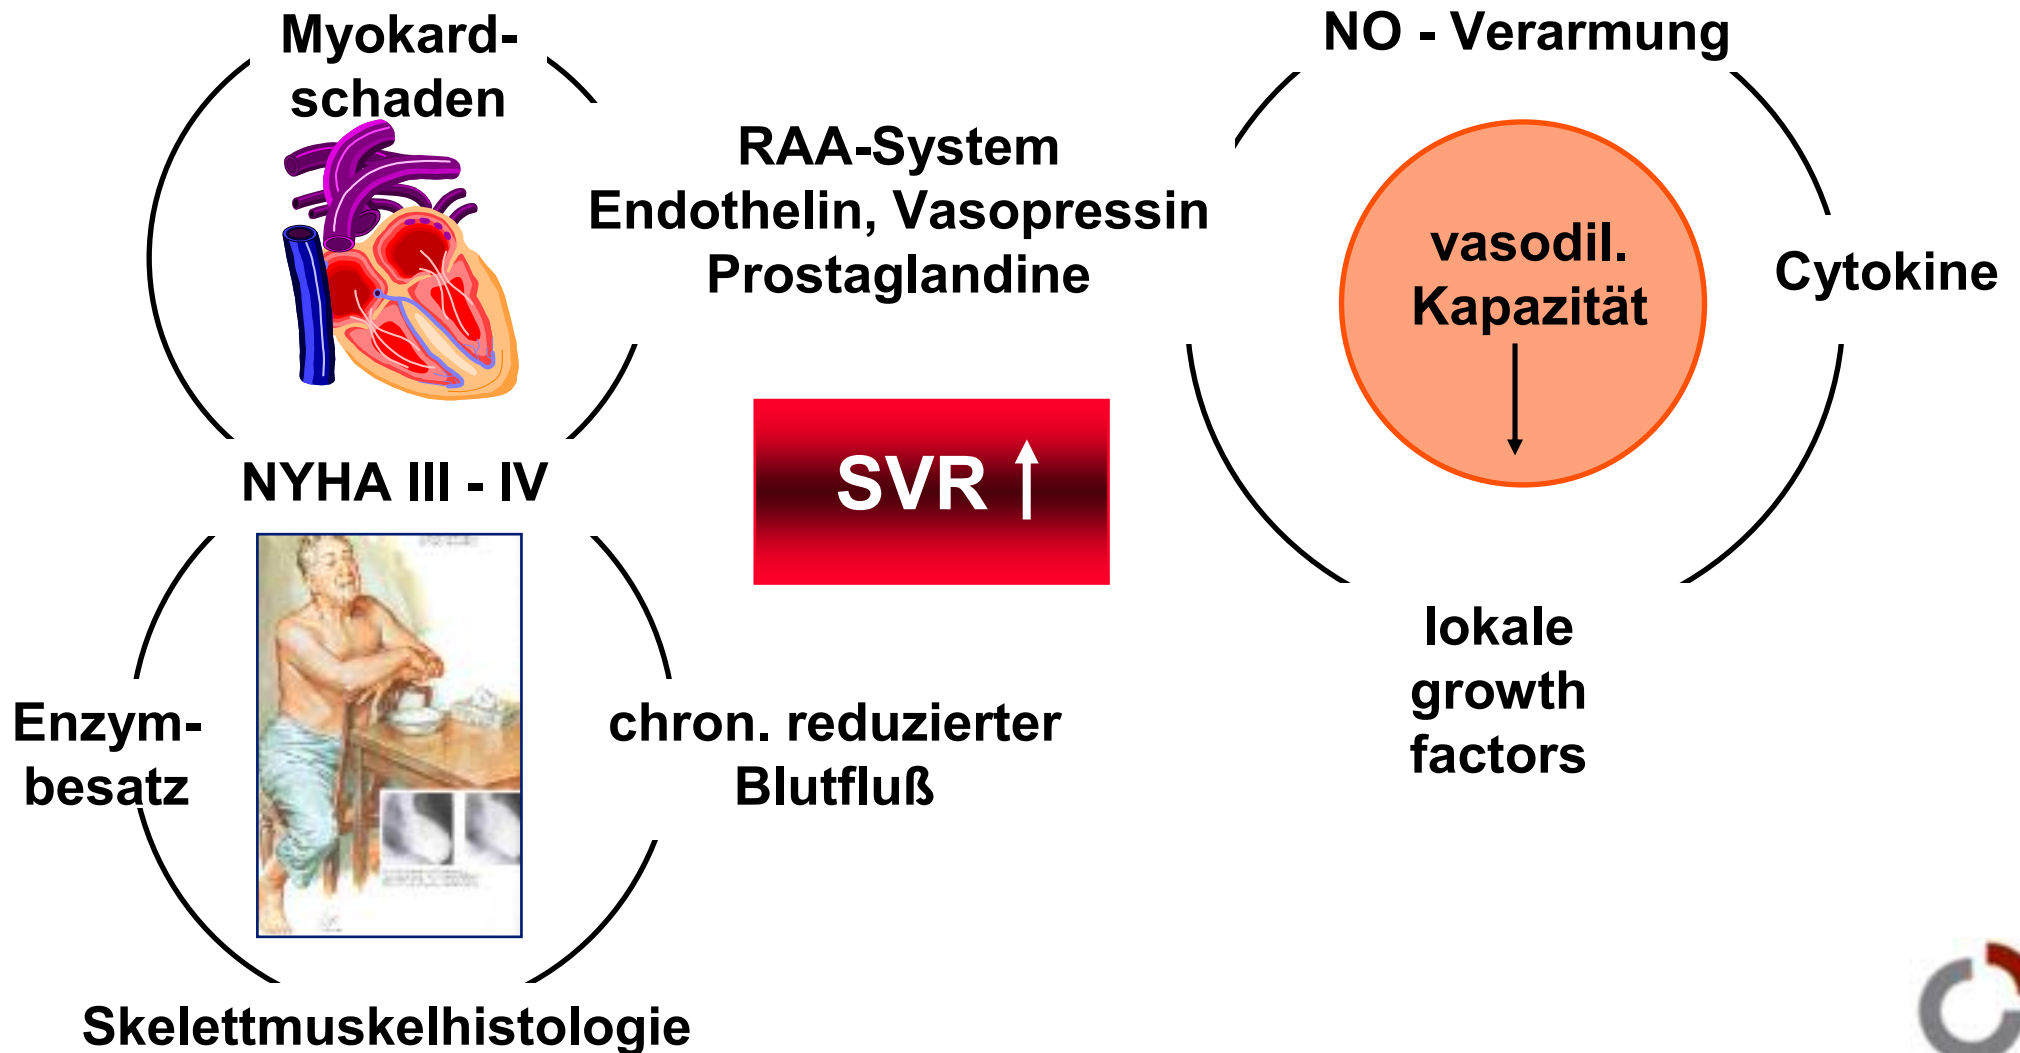 Myokard-
schaden
NO - Verarmung
RAA-System
Endothelin, Vasopressin
Prostaglandine
vasodil.
Kapazität
Cytokine
NYHA III - IV
SVR ↑
lokale
growth
factors
Enzym-
besatz
chron. reduzierter
Blutfluß
Skelettmuskelhistologie